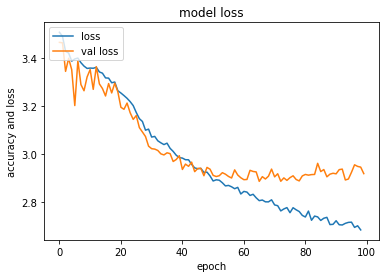 model loss
loss
val loss
accuracy and loss
3.4
3.2
3.0
2.8
0 20 40 60 80 100
epoch